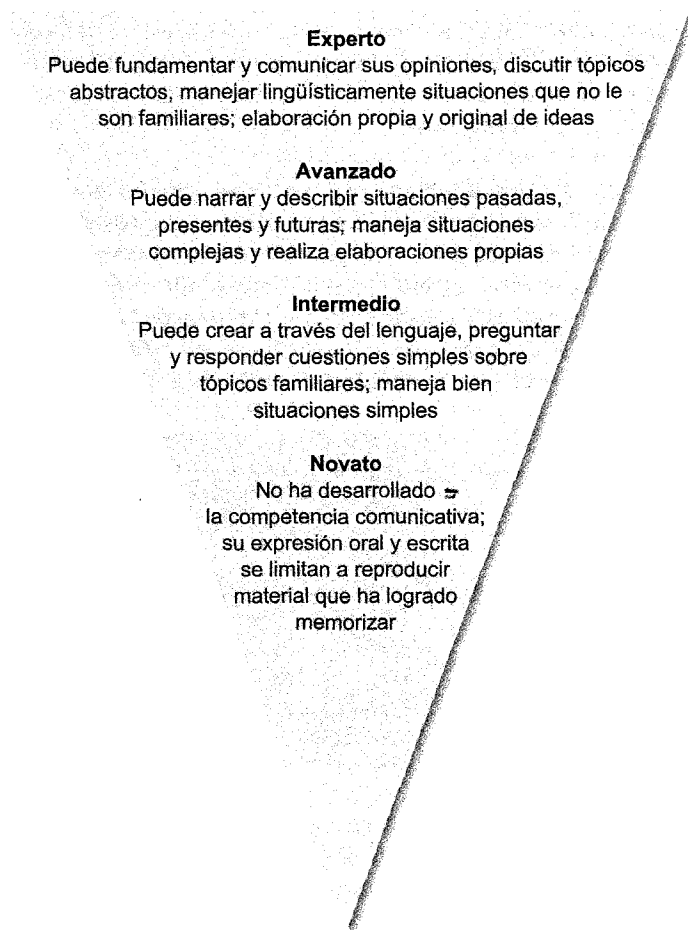 Experto
Puede fundamentar y comunicar sus opiniones, discutir tópicos
abstractos, manejar lingüísticamente situaciones que no le
son familiares; elaboración propia y original de ideas
Avanzado
Puede narrar y describir situaciones pasadas,
presentes y futuras; maneja situaciones
complejas y realiza elaboraciones propias
Intermedio
Puede crear a través del lenguaje, preguntar
y responder cuestiones simples sobre
tópicos familiares; maneja bien
situaciones simples
Novato
No ha desarrollado
la competencia comunicativa;
su expresión oral y escrita
se limitan a reproducir
material que ha logrado
memorizar